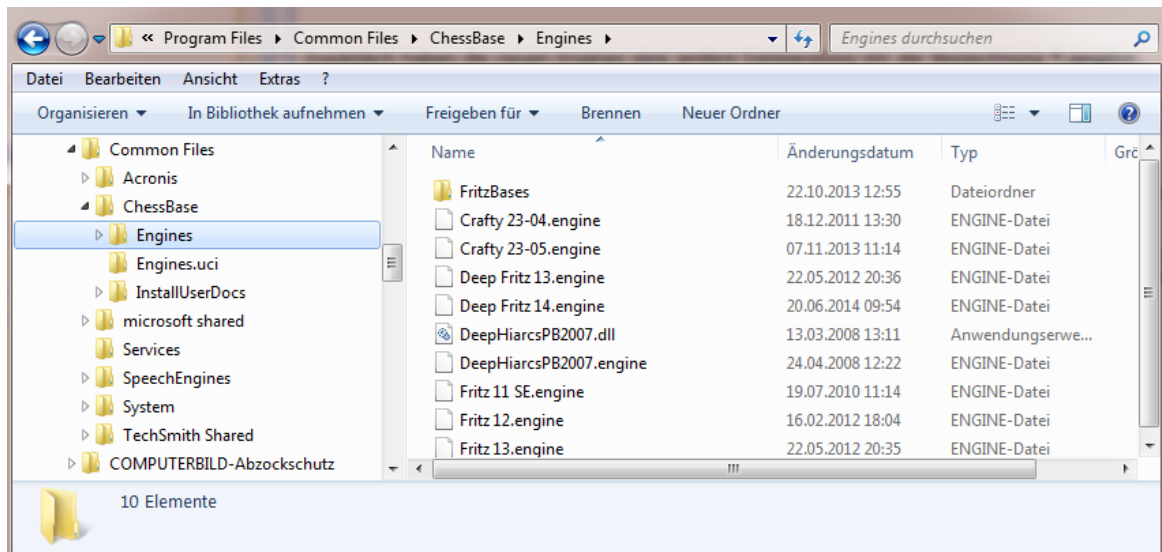 « Program Files ▸ Common Files ▸ ChessBase ▸ Engines ▸ Engines durchsuchen
Datei Bearbeiten Ansicht Extras ?
Organisieren ▼ In Bibliothek aufnehmen ▼ Freigeben für ▼ Brennen Neuer Ordner
Common Files
Acronis
ChessBase
Engines
Engines.uci
InstallUserDocs
microsoft shared
Services
SpeechEngines
System
TechSmith Shared
COMPUTERBILD-Abzockschutz
Name Änderungsdatum Typ Grö
FritzBases 22.10.2013 12:55 Dateiordner
Crafty 23-04.engine 18.12.2011 13:30 ENGINE-Datei
Crafty 23-05.engine 07.11.2013 11:14 ENGINE-Datei
Deep Fritz 13.engine 22.05.2012 20:36 ENGINE-Datei
Deep Fritz 14.engine 20.06.2014 09:54 ENGINE-Datei
DeepHiarcsPB2007.dll 13.03.2008 13:11 Anwendungserwe...
DeepHiarcsPB2007.engine 24.04.2008 12:22 ENGINE-Datei
Fritz 11 SE.engine 19.07.2010 11:14 ENGINE-Datei
Fritz 12.engine 16.02.2012 18:04 ENGINE-Datei
Fritz 13.engine 22.05.2012 20:35 ENGINE-Datei
10 Elemente